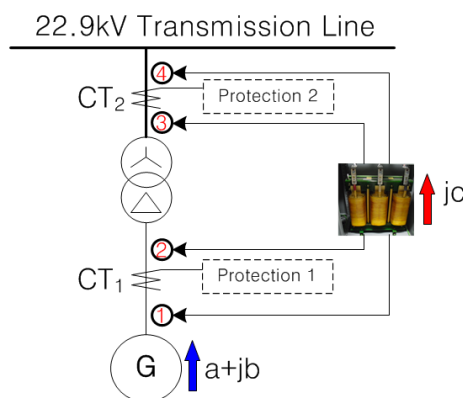 22.9kV Transmission Line
4
CT2
Protection 2
3
jc
2
CT1
Protection 1
1
G
a+jb